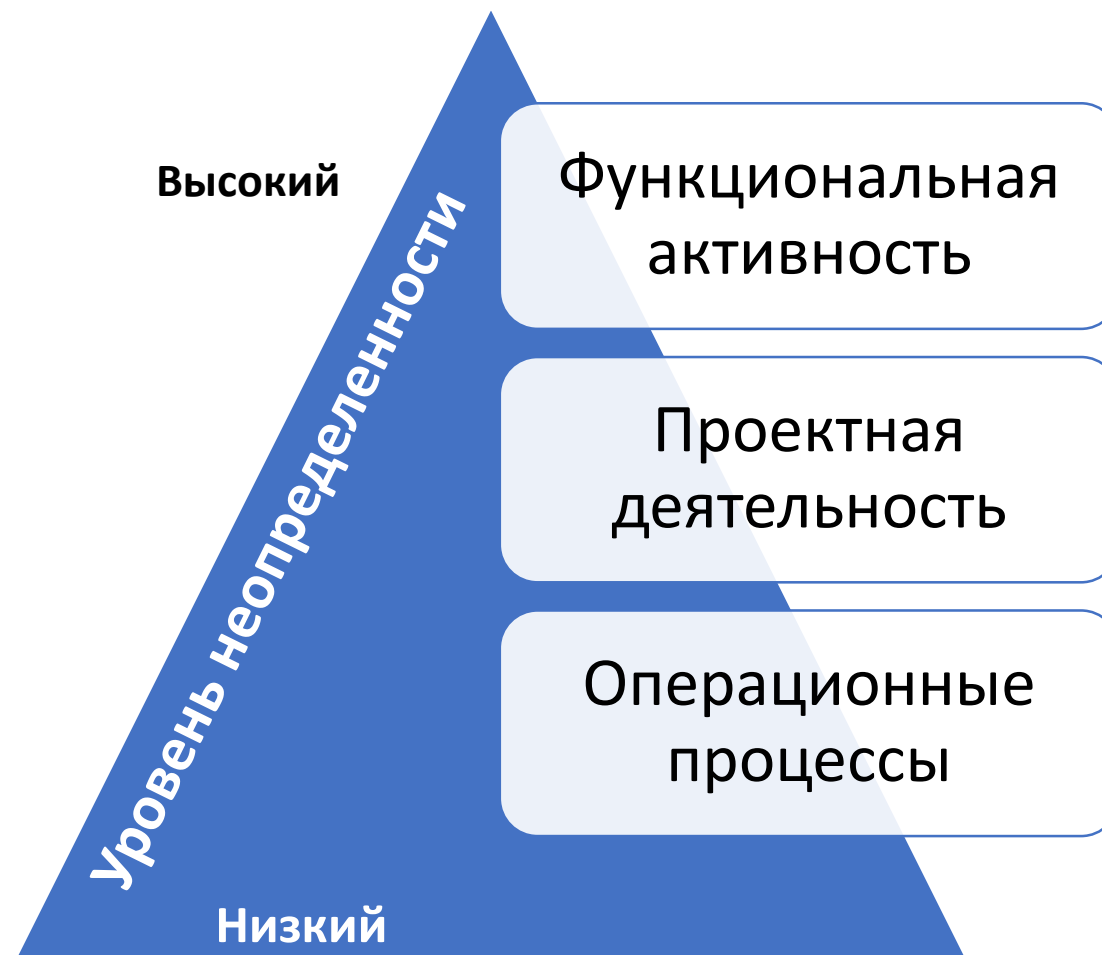 Высокий
Функциональная
активность
Уровень неопределенности
Проектная
деятельность
Операционные
процессы
Низкий